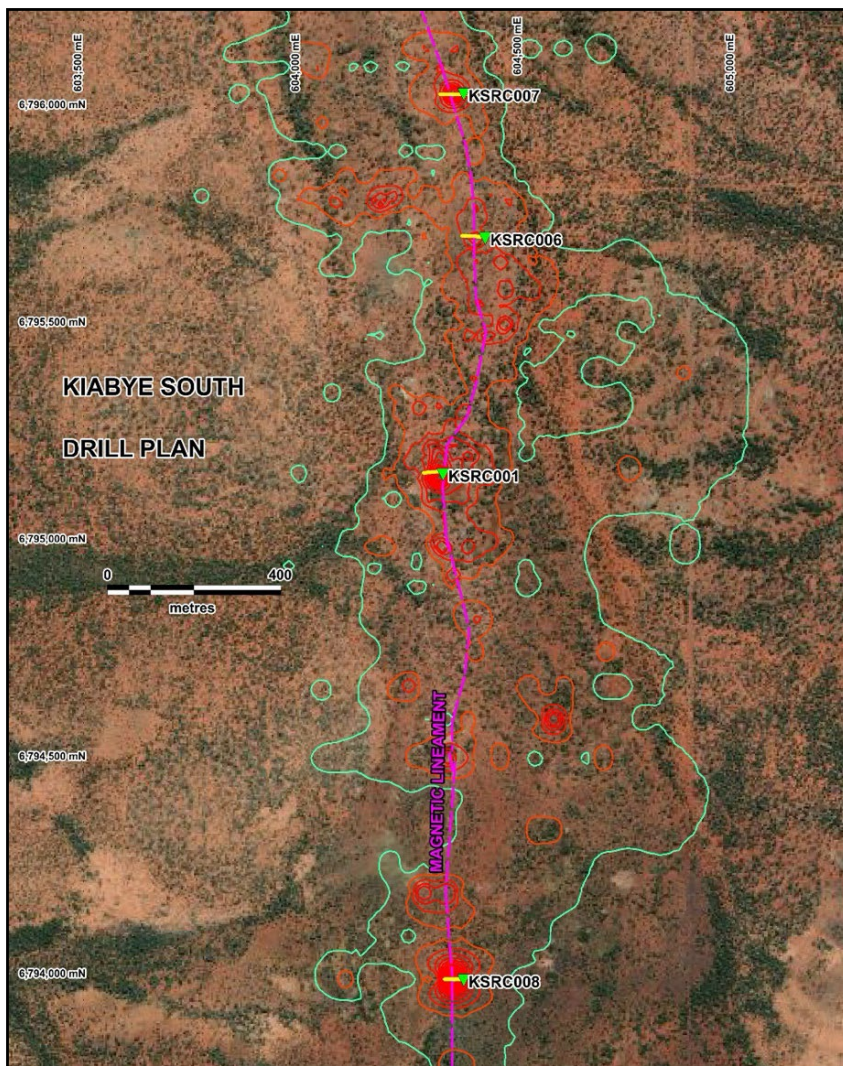 603,500 mE
604,000 mE
604,500 mE
605,000 mE
6,796,000 mN
KSRC007
KSRC006
6,795,500 mN
KIABYE SOUTH
DRILL PLAN
KSRC001
6,795,000 mN
0 400
metres
MAGNETIC LINEAMENT
6,794,500 mN
6,794,000 mN
KSRC008